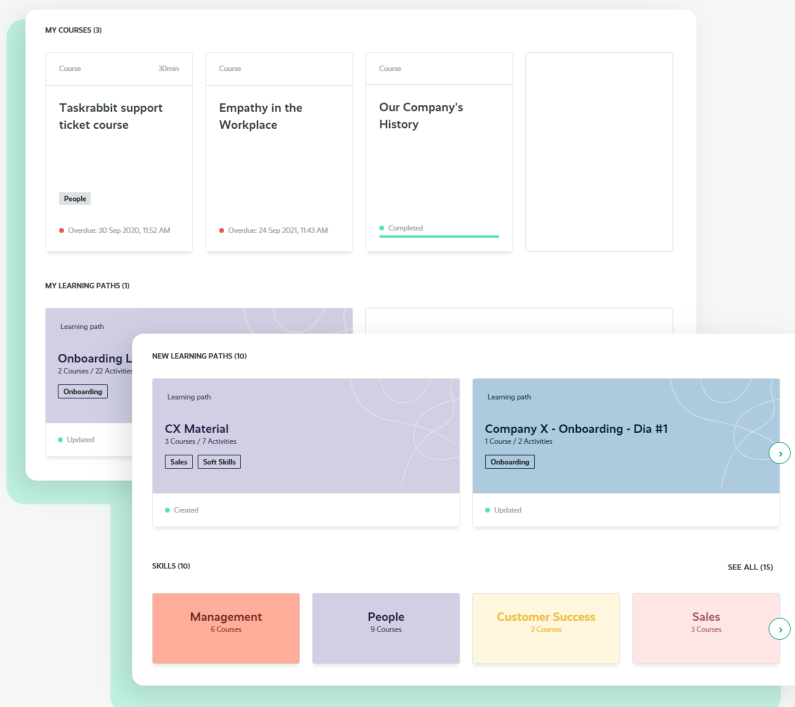 MY COURSES (3)
Course 30min
Taskrabbit support
ticket course
People
Overdue: 30 Sep 2020, 11:52 AM
Course
Empathy in the
Workplace
Overdue: 24 Sep 2021, 11:43 AM
Course
Our Company's
History
Completed
MY LEARNING PATHS (1)
Learning path
Onboarding L
2 Courses / 22 Activities
Onboarding
Updated
NEW LEARNING PATHS (10)
Learning path
CX Material
3 Courses / 7 Activities
Sales Soft Skills
Created
Learning path
Company X - Onboarding - Dia #1
1 Course / 2 Activities
Onboarding
Updated
SKILLS (10)
SEE ALL (15)
Management
6 Courses
People
9 Courses
Customer Success
2 Courses
Sales
3 Courses